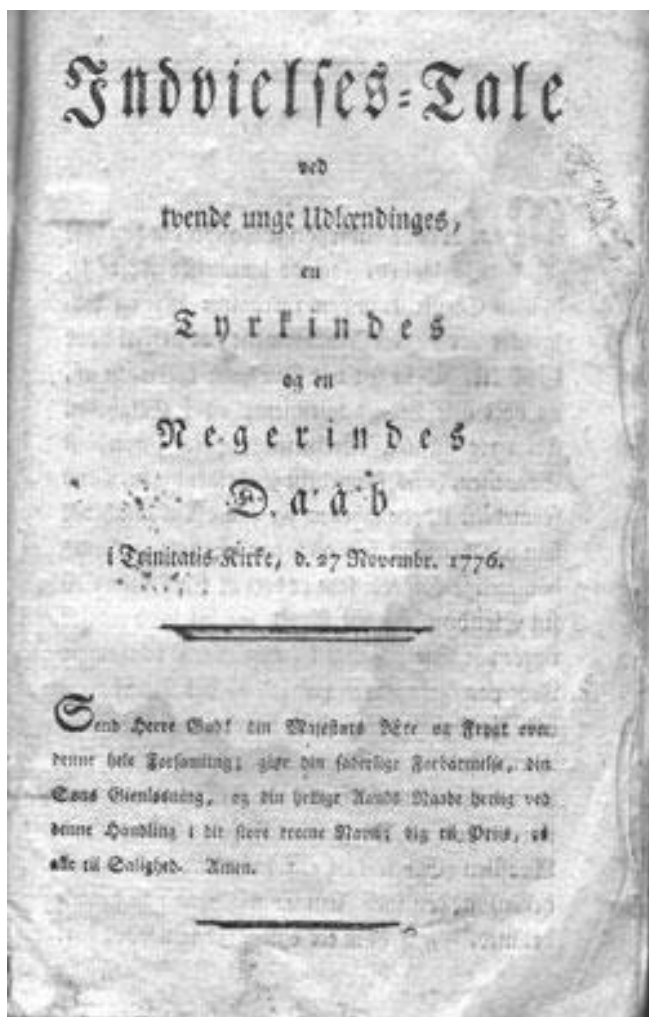 Indvielses-Tale
ved
tvende unge Udlændinges,
en
Tyrkindes
og en
Negerindes
Daab
i Trinitatis Kirke, d. 27 Novembr. 1776.
Send Herre Gud! din Majestæts Ære og Frygt over
denne hele Forsamling; giør din faderlige Forbarmelse, din
Søns Gienløsning, og din hellige Aands Naade herlig ved
denne Handling i dit store treene Navn; dig til Priis, os
alle til Salighed. Amen.